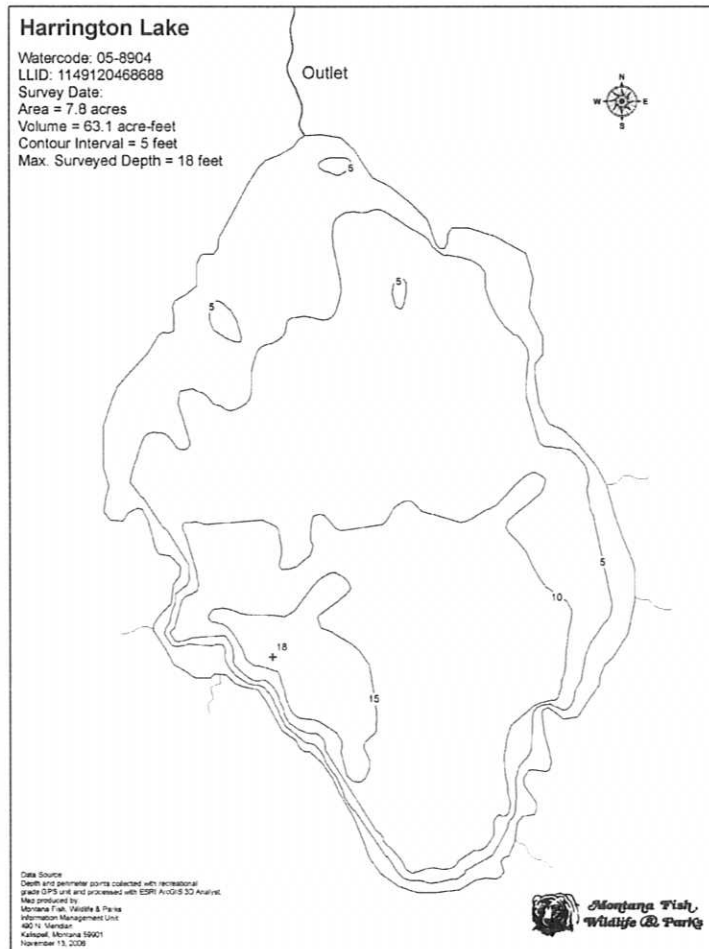 Harrington Lake
Watercode: 05-8904
LLID: 1149120468688
Survey Date:
Area = 7.8 acres
Volume = 63.1 acre-feet
Contour Interval = 5 feet
Max. Surveyed Depth = 18 feet
Outlet
N
W E
S
5
5
5
5
10
18
15
Data Source
Depth and perimeter points collected with recreational
grade GPS unit and processed with ESRI ArcGIS 3D Analyst.
Map produced by
Montana Fish, Wildlife & Parks
Information Management Unit
490 N. Meridian
Kalispell, Montana 59901
November 13, 2008
Montana Fish,
Wildlife & Parks